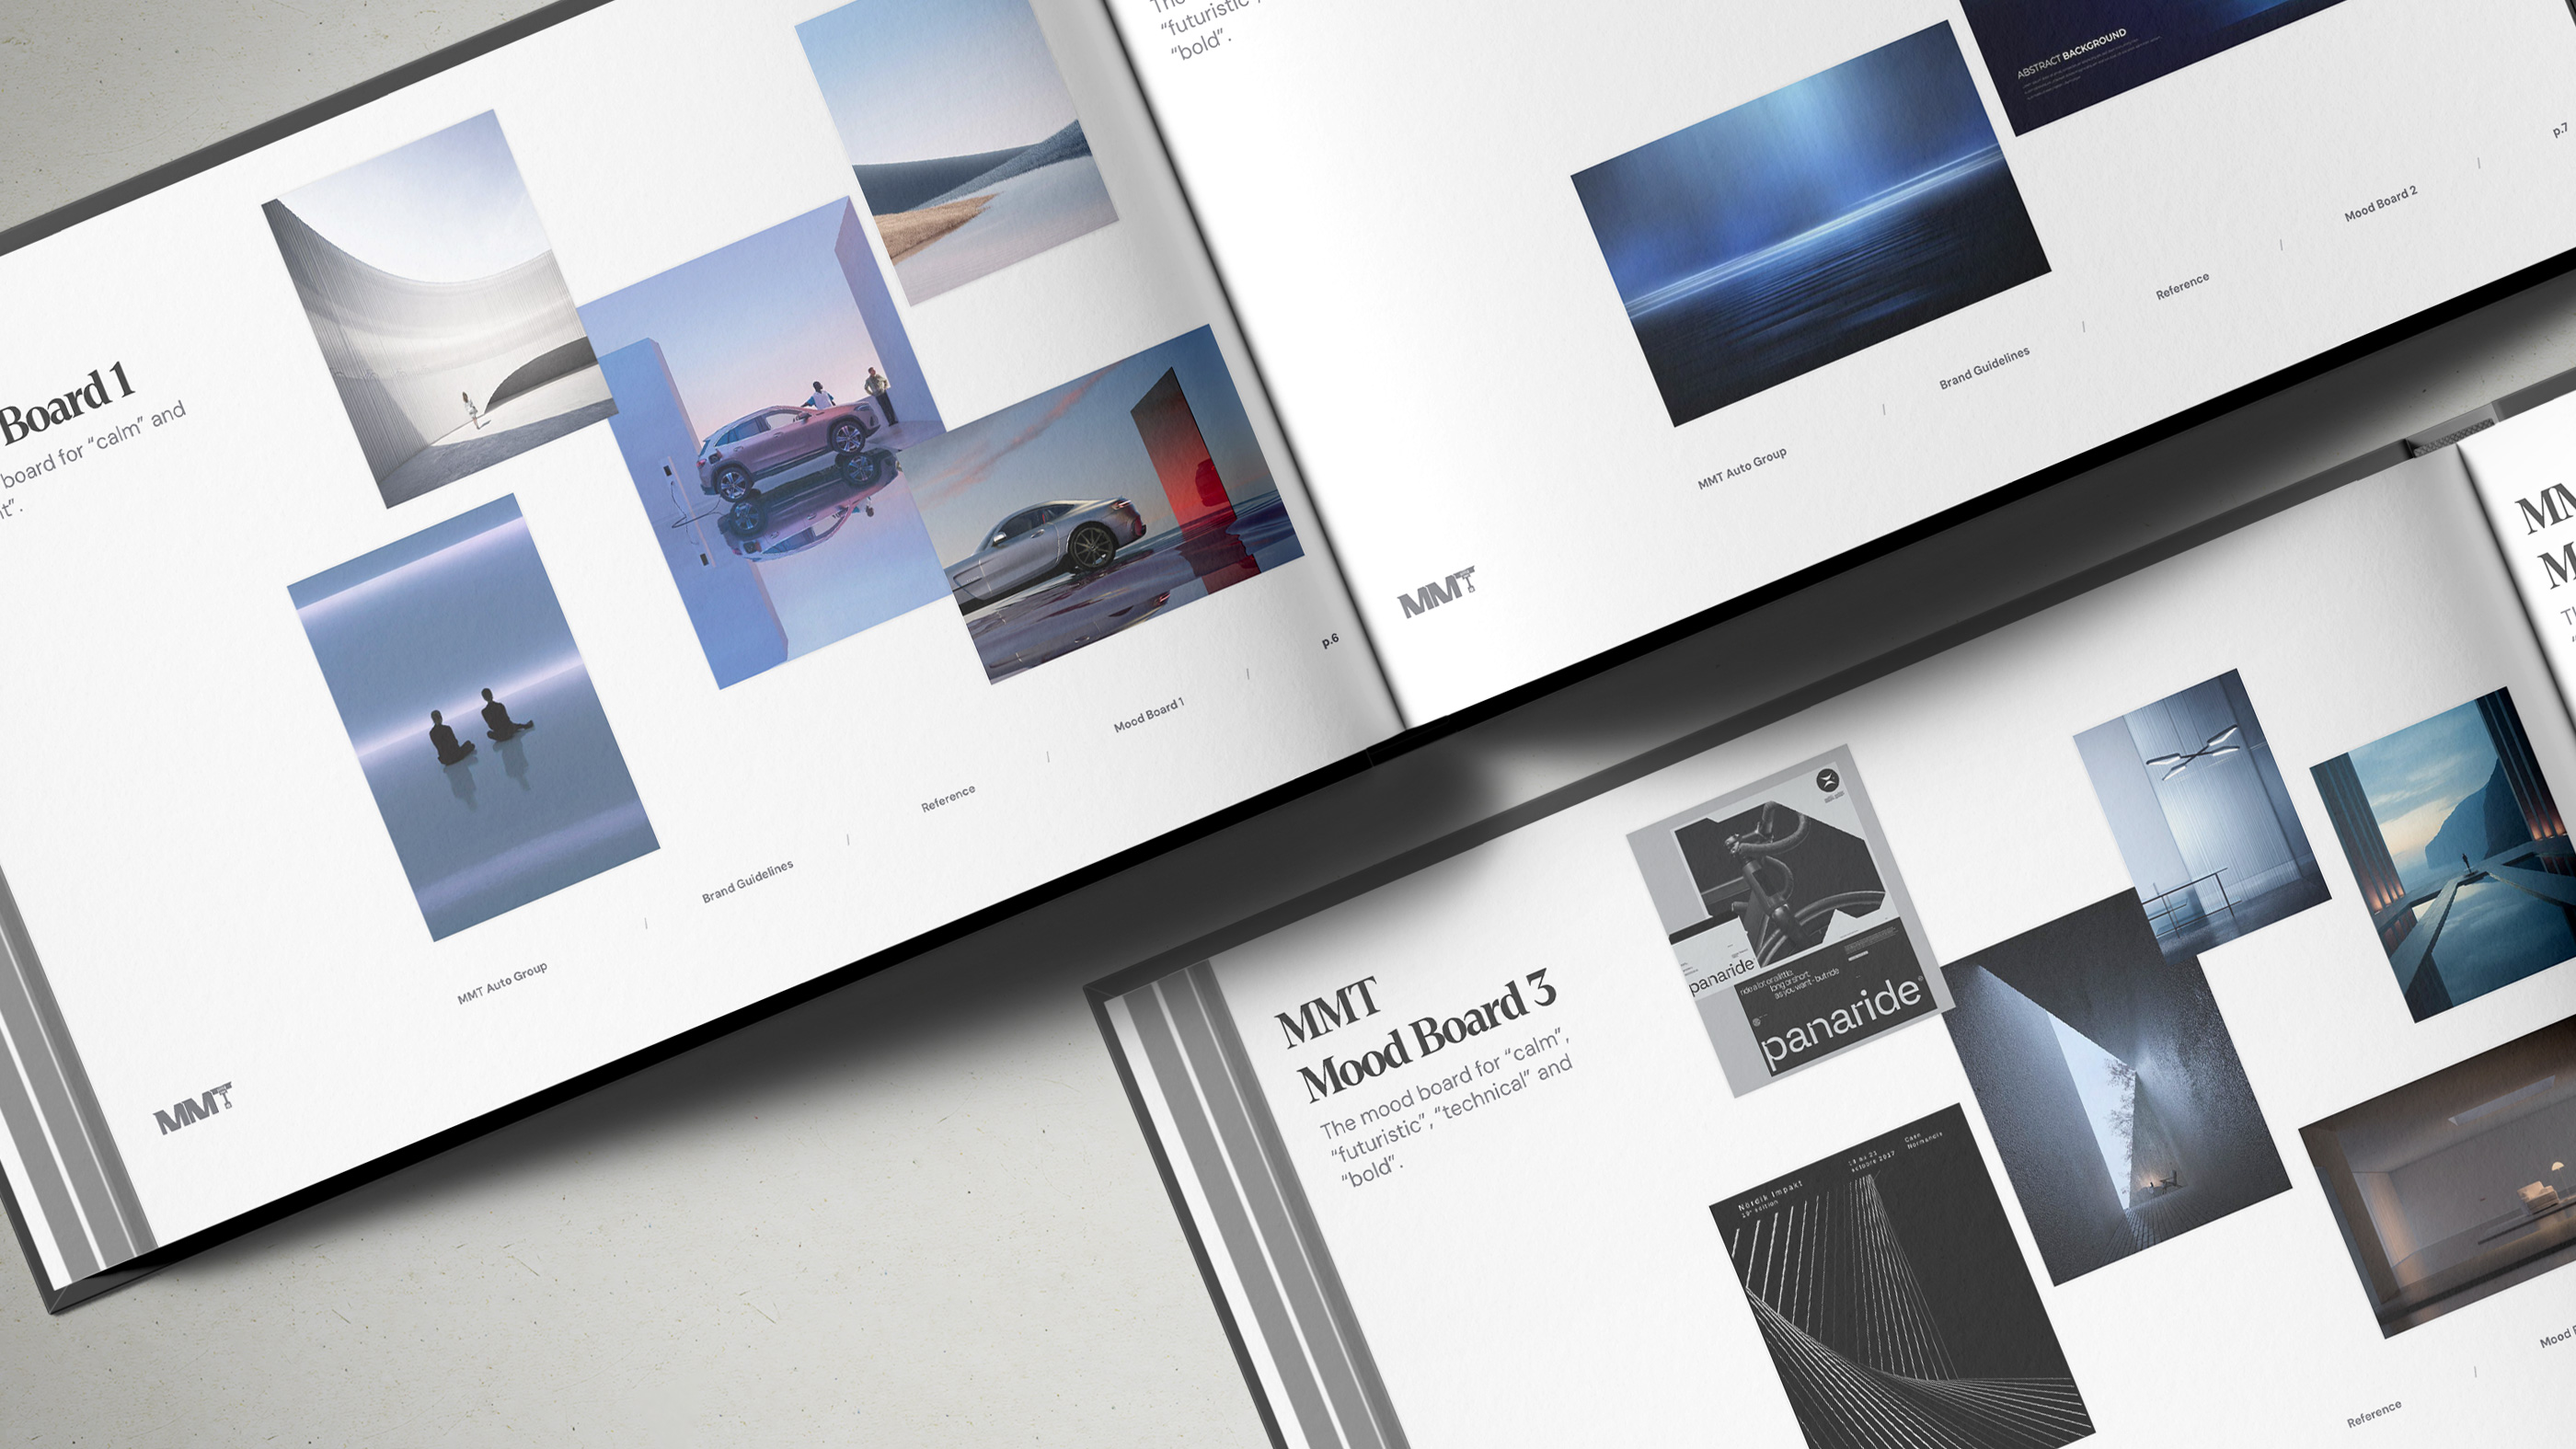 Board 1
board for “calm” and
MMT Auto Group
Brand Guidelines
Reference
Mood Board 1
p.6
MMT
“futuristic”,
“bold”.
ABSTRACT BACKGROUND
MMT Auto Group
Brand Guidelines
Reference
Mood Board 2
p.7
MMT
MMT
Mood Board 3
The mood board for “calm”,
“futuristic”, “technical” and
“bold”.
panaride
ride a lot or a little,
long or short,
as you want - but ride
panaride
Nördik Impakt
19e édition
18 au 21
octobre 2017
Caen
Normandie
Reference
Mood